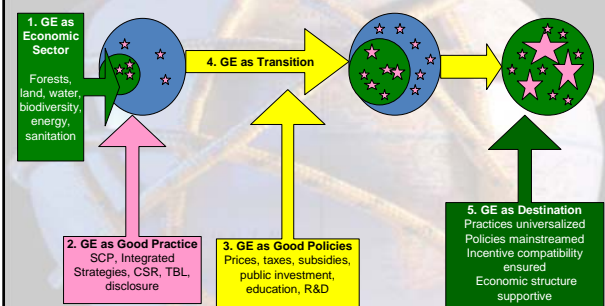 1. GE as
Economic
Sector
Forests,
land, water,
biodiversity,
energy,
sanitation
4. GE as Transition
2. GE as Good Practice
SCP, Integrated
Strategies, CSR, TBL,
disclosure
3. GE as Good Policies
Prices, taxes, subsidies,
public investment,
education, R&D
5. GE as Destination
Practices universalized
Policies mainstreamed
Incentive compatibility
ensured
Economic structure
supportive